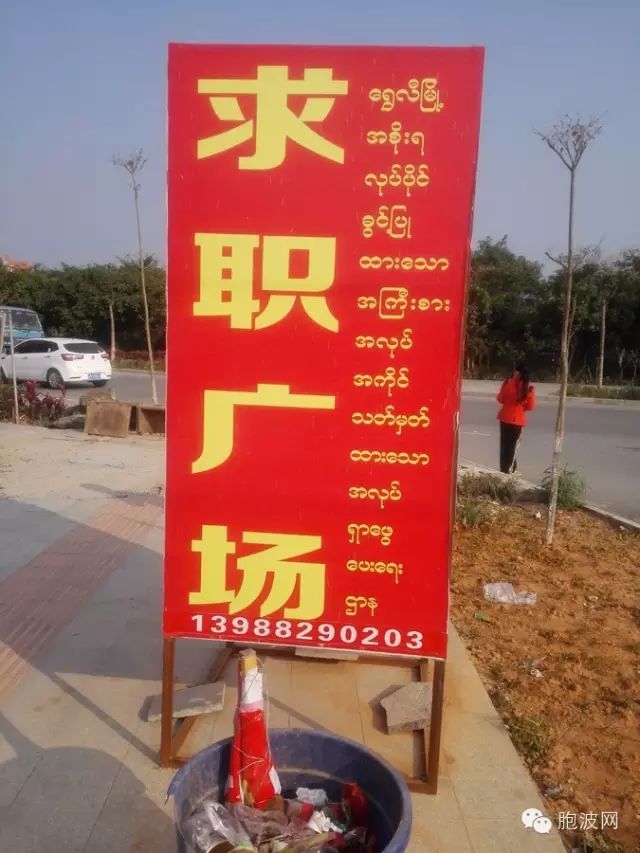 求职广场
ရွှေလီမြို့
အစိုးရ
လုပ်ပိုင်
ခွင့်ပြု
ထားသော
အကြီးစား
အလုပ်
အကိုင်
သတ်မှတ်
ထားသော
အလုပ်
ရှာဖွေ
ပေးရေး
ဌာန
13988290203
胞波网